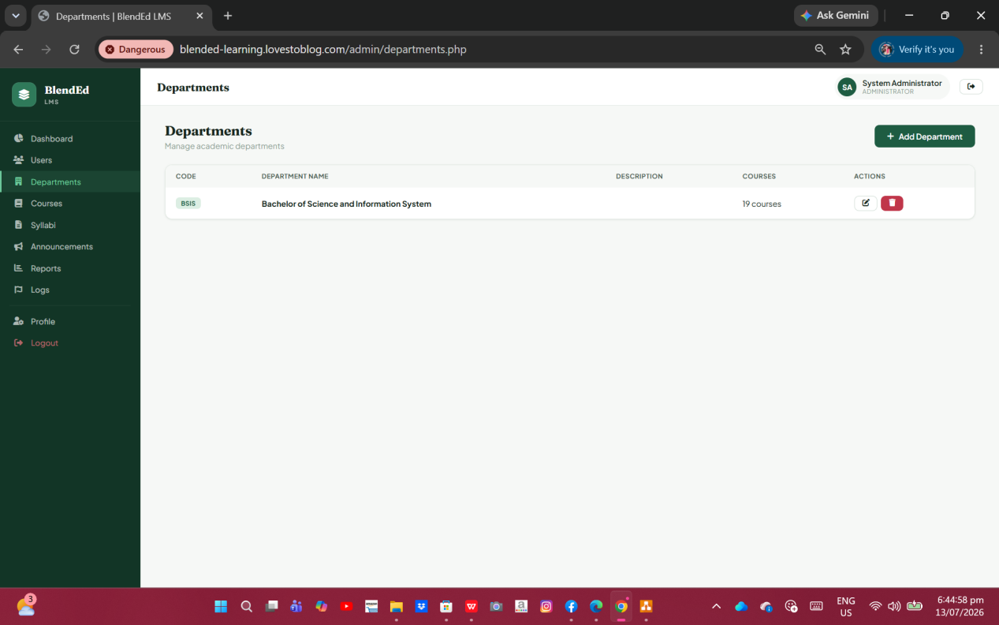 Departments | BlendEd LMS
Ask Gemini
Dangerous
blended-learning.lovestoblog.com/admin/departments.php
Verify it's you
BlendEd
LMS
Departments
SA
System Administrator
ADMINISTRATOR
Dashboard
Users
Departments
Courses
Syllabi
Announcements
Reports
Logs
Profile
Logout
Departments
Manage academic departments
+ Add Department
CODE DEPARTMENT NAME DESCRIPTION COURSES ACTIONS
BSIS Bachelor of Science and Information System 19 courses
3
amazon
a
ENG
US
6:44:58 pm
13/07/2026